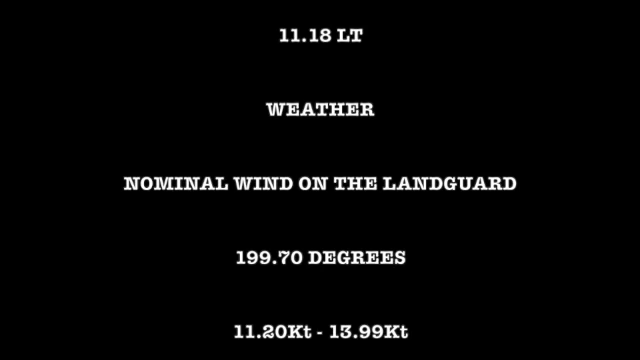 11.18 LT
WEATHER
NOMINAL WIND ON THE LANDGUARD
199.70 DEGREES
11.20Kt - 13.99Kt